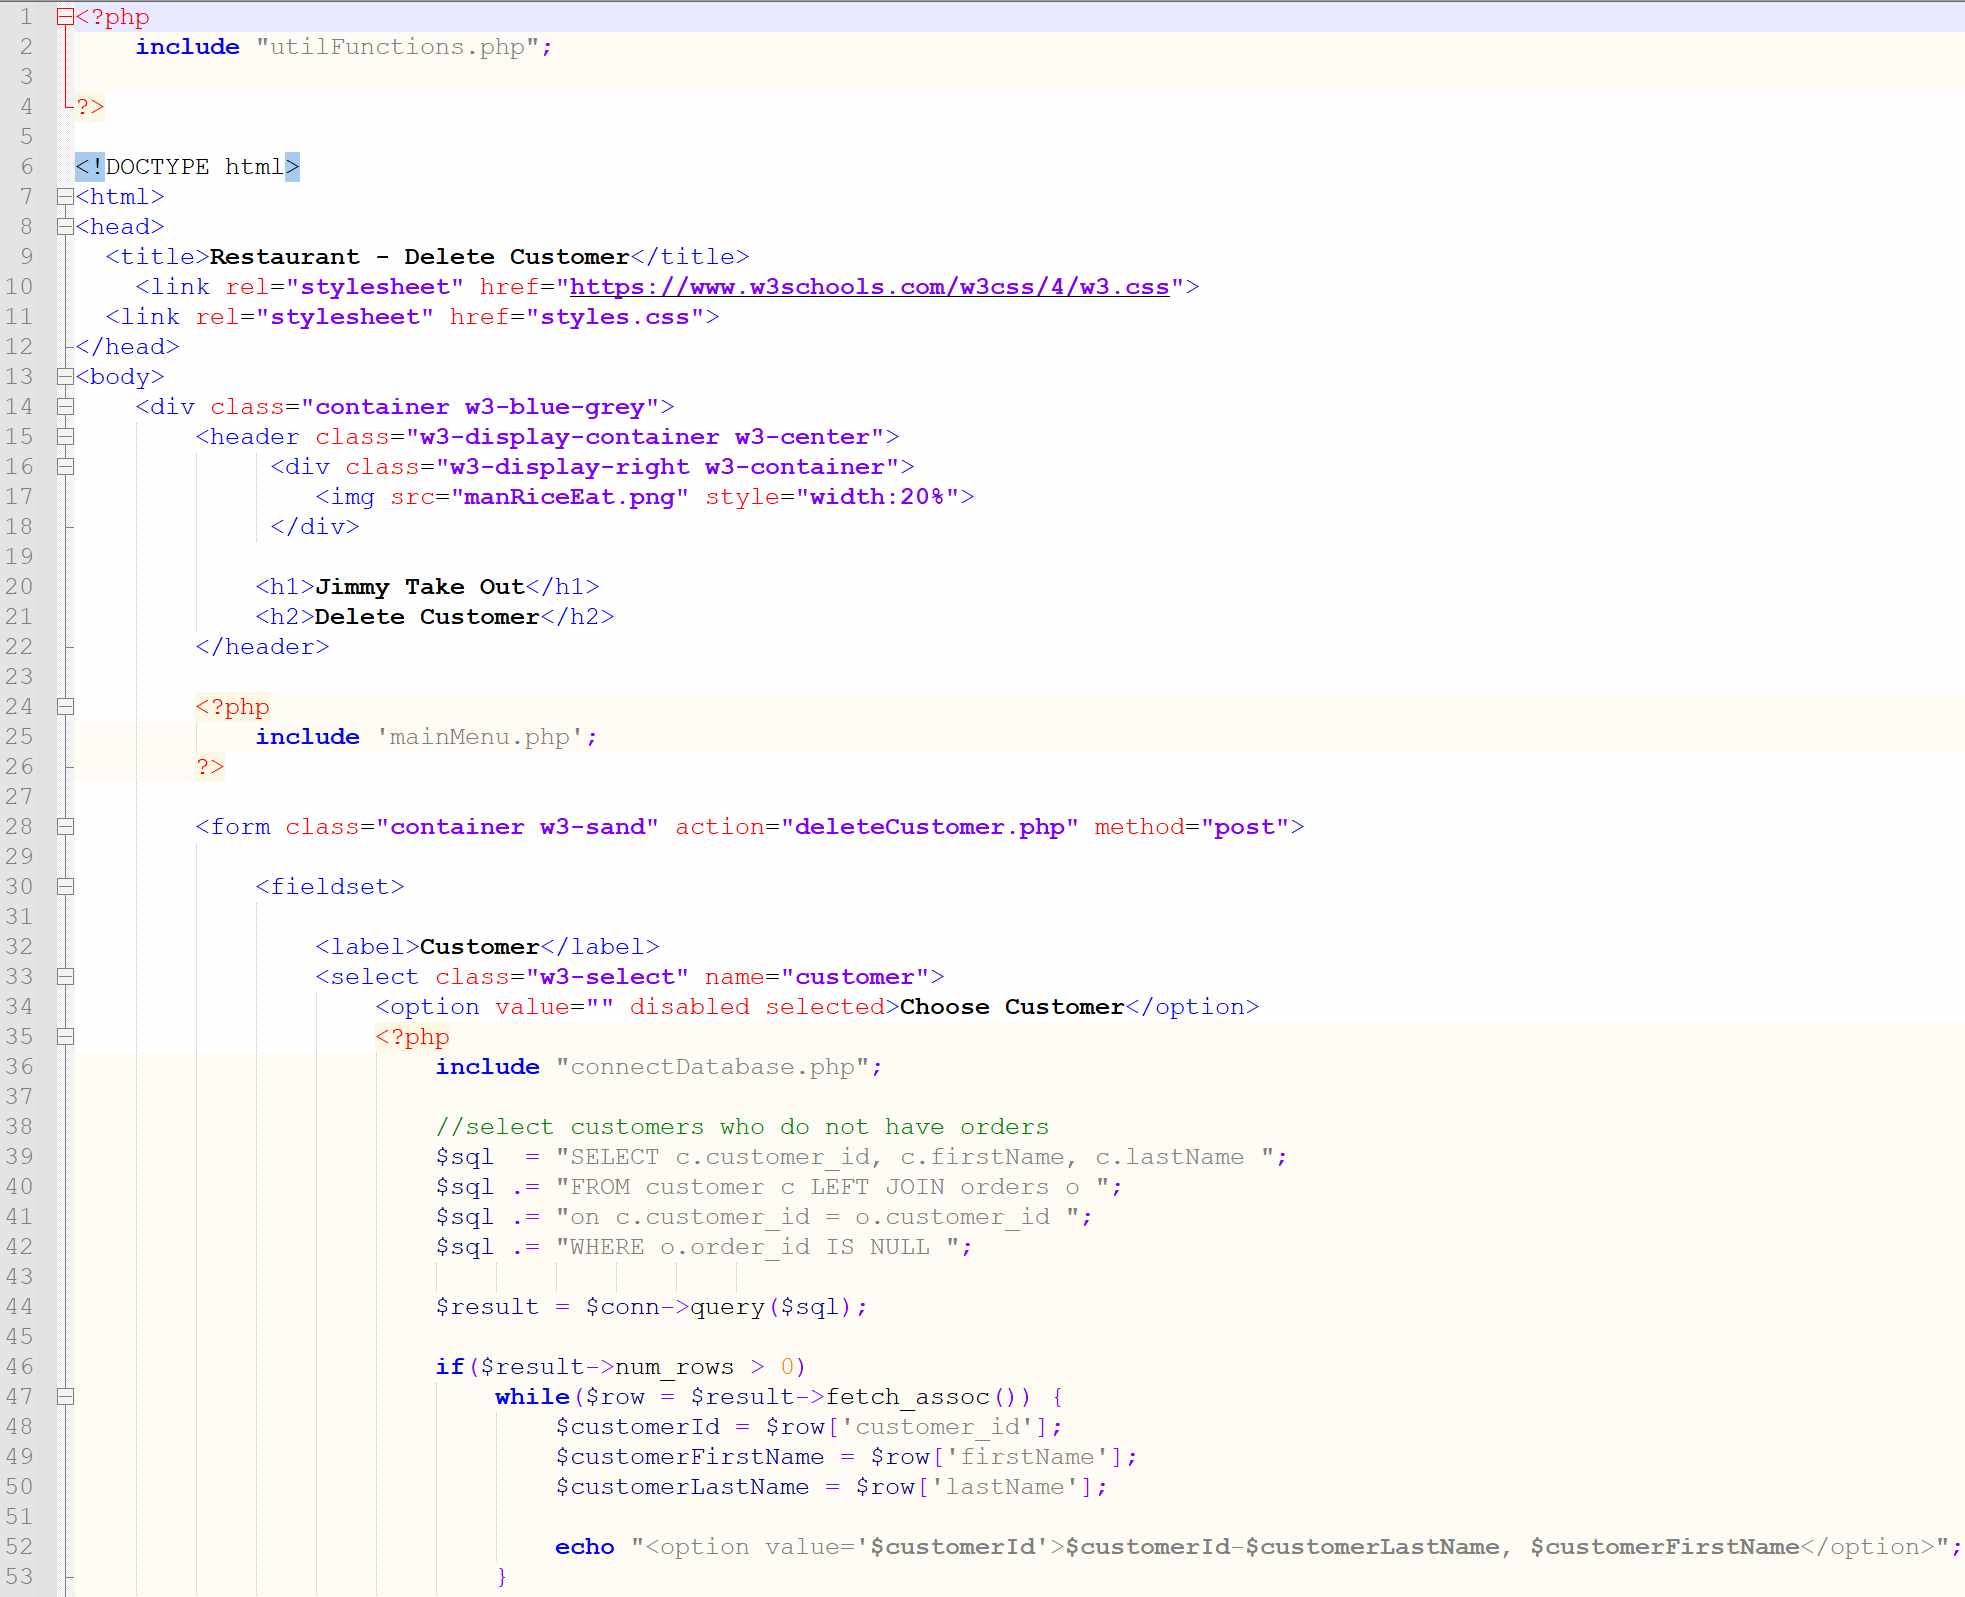 1 <?php
2 include "utilFunctions.php";
3
4 ?>
5
6 <!DOCTYPE html>
7 <html>
8 <head>
9 <title>Restaurant - Delete Customer</title>
10 <link rel="stylesheet" href="https://www.w3schools.com/w3css/4/w3.css">
11 <link rel="stylesheet" href="styles.css">
12 </head>
13 <body>
14 <div class="container w3-blue-grey">
15 <header class="w3-display-container w3-center">
16 <div class="w3-display-right w3-container">
17 <img src="manRiceEat.png" style="width:20%">
18 </div>
19
20 <h1>Jimmy Take Out</h1>
21 <h2>Delete Customer</h2>
22 </header>
23
24 <?php
25 include 'mainMenu.php';
26 ?>
27
28 <form class="container w3-sand" action="deleteCustomer.php" method="post">
29
30 <fieldset>
31
32 <label>Customer</label>
33 <select class="w3-select" name="customer">
34 <option value="" disabled selected>Choose Customer</option>
35 <?php
36 include "connectDatabase.php";
37
38 //select customers who do not have orders
39 $sql  = "SELECT c.customer_id, c.firstName, c.lastName ";
40 $sql .= "FROM customer c LEFT JOIN orders o ";
41 $sql .= "on c.customer_id = o.customer_id ";
42 $sql .= "WHERE o.order_id IS NULL ";
43
44 $result = $conn->query($sql);
45
46 if($result->num_rows > 0)
47 while($row = $result->fetch_assoc()) {
48 $customerId = $row['customer_id'];
49 $customerFirstName = $row['firstName'];
50 $customerLastName = $row['lastName'];
51
52 echo "<option value='$customerId'>$customerId-$customerLastName, $customerFirstName</option>";
53 }